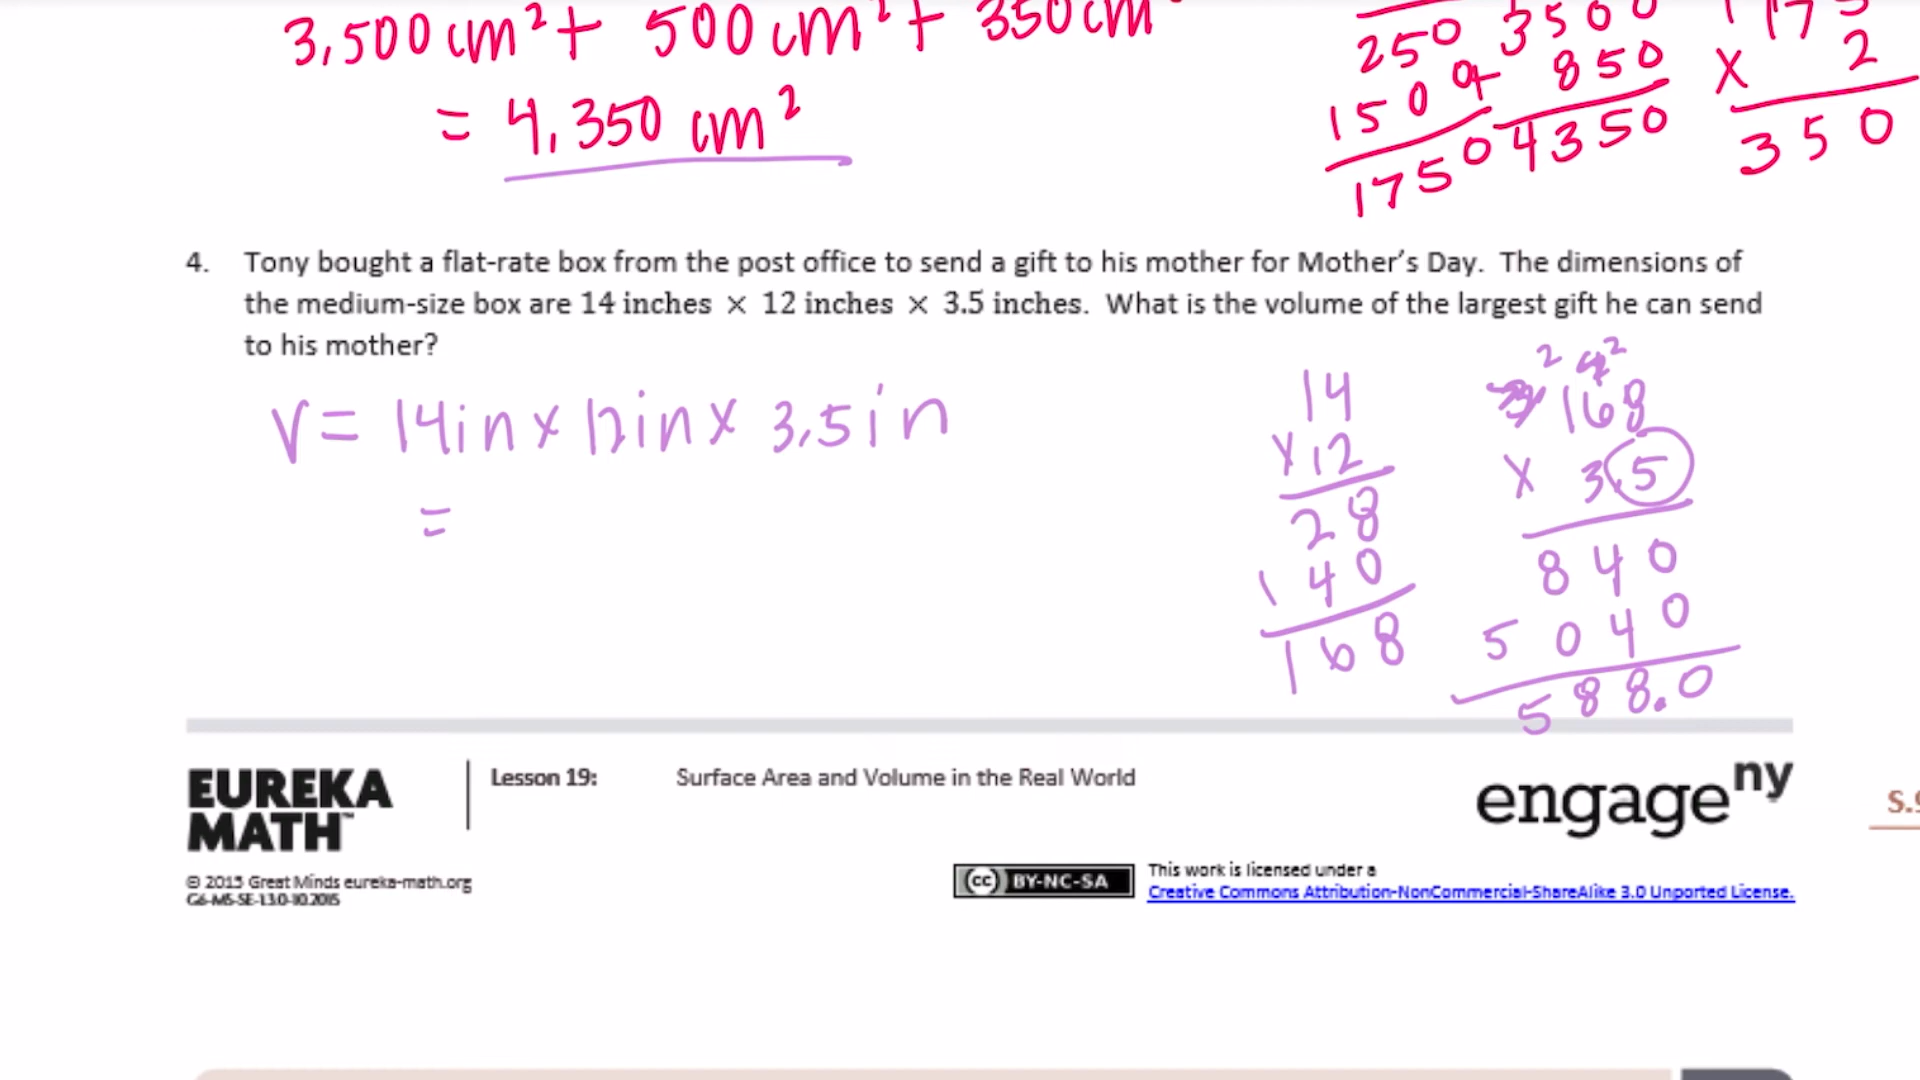 3,500 cm² + 500 cm² + 350 cm²
= 4,350 cm²
250
1500
1750
3500
+ 850
4350
175
× 2
350
4. Tony bought a flat-rate box from the post office to send a gift to his mother for Mother's Day. The dimensions of
the medium-size box are 14 inches × 12 inches × 3.5 inches. What is the volume of the largest gift he can send
to his mother?
V = 14in × 12in × 3.5in
=
14
× 12
28
140
168
168
× 3.5
840
5040
588.0
EUREKA
MATH™
Lesson 19: Surface Area and Volume in the Real World
engage ny
© 2015 Great Minds eureka-math.org
G6-M5-SE-1.3.0-10.2015
cc BY-NC-SA
This work is licensed under a
Creative Commons Attribution-NonCommercial-ShareAlike 3.0 Unported License.